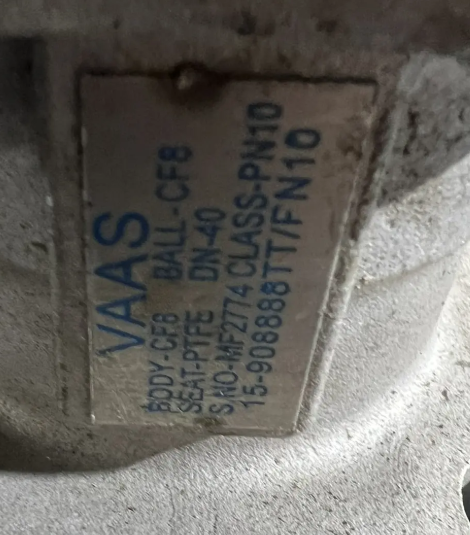 VAAS
BODY-CF8 BALL-CF8
SEAT-PTFE DN-40
S.NO-MF2774 CLASS-PN10
15-908888TT/FN10